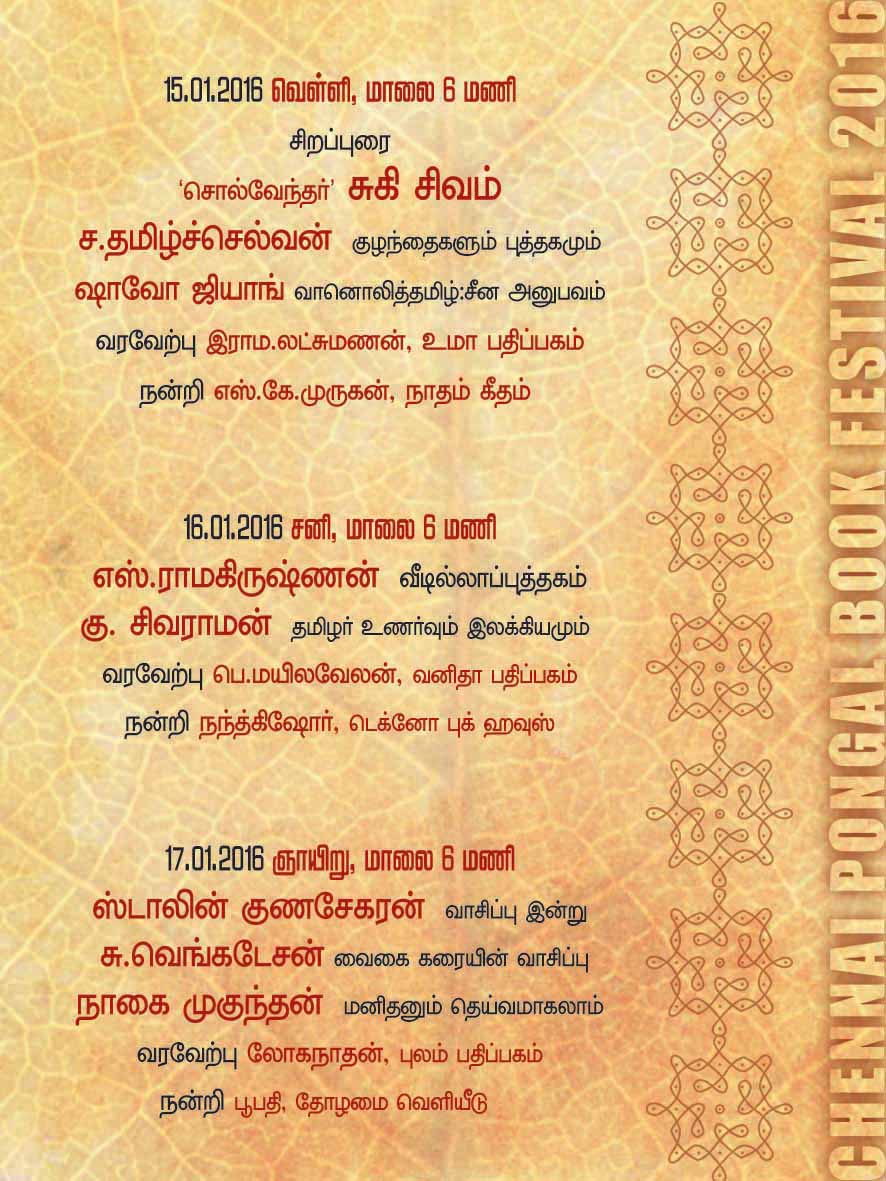 15.01.2016 வெள்ளி, மாலை 6 மணி
சிறப்புரை
‘சொல்வேந்தர்’ சுகி சிவம்
ச.தமிழ்ச்செல்வன் குழந்தைகளும் புத்தகமும்
ஷாவோ ஜியாங் வானொலித்தமிழ்:சீன அனுபவம்
வரவேற்பு இராம.லட்சுமணன், உமா பதிப்பகம்
நன்றி எஸ்.கே.முருகன், நாதம் கீதம்
16.01.2016 சனி, மாலை 6 மணி
எஸ்.ராமகிருஷ்ணன் வீடில்லாப்புத்தகம்
கு. சிவராமன் தமிழர் உணர்வும் இலக்கியமும்
வரவேற்பு பெ.மயிலவேலன், வனிதா பதிப்பகம்
நன்றி நந்த்கிஷோர், டெக்னோ புக் ஹவுஸ்
17.01.2016 ஞாயிறு, மாலை 6 மணி
ஸ்டாலின் குணசேகரன் வாசிப்பு இன்று
சு.வெங்கடேசன் வைகை கரையின் வாசிப்பு
நாகை முகுந்தன் மனிதனும் தெய்வமாகலாம்
வரவேற்பு லோகநாதன், புலம் பதிப்பகம்
நன்றி பூபதி, தோழமை வெளியீடு
CHENNAI PONGAL BOOK FESTIVAL 2016